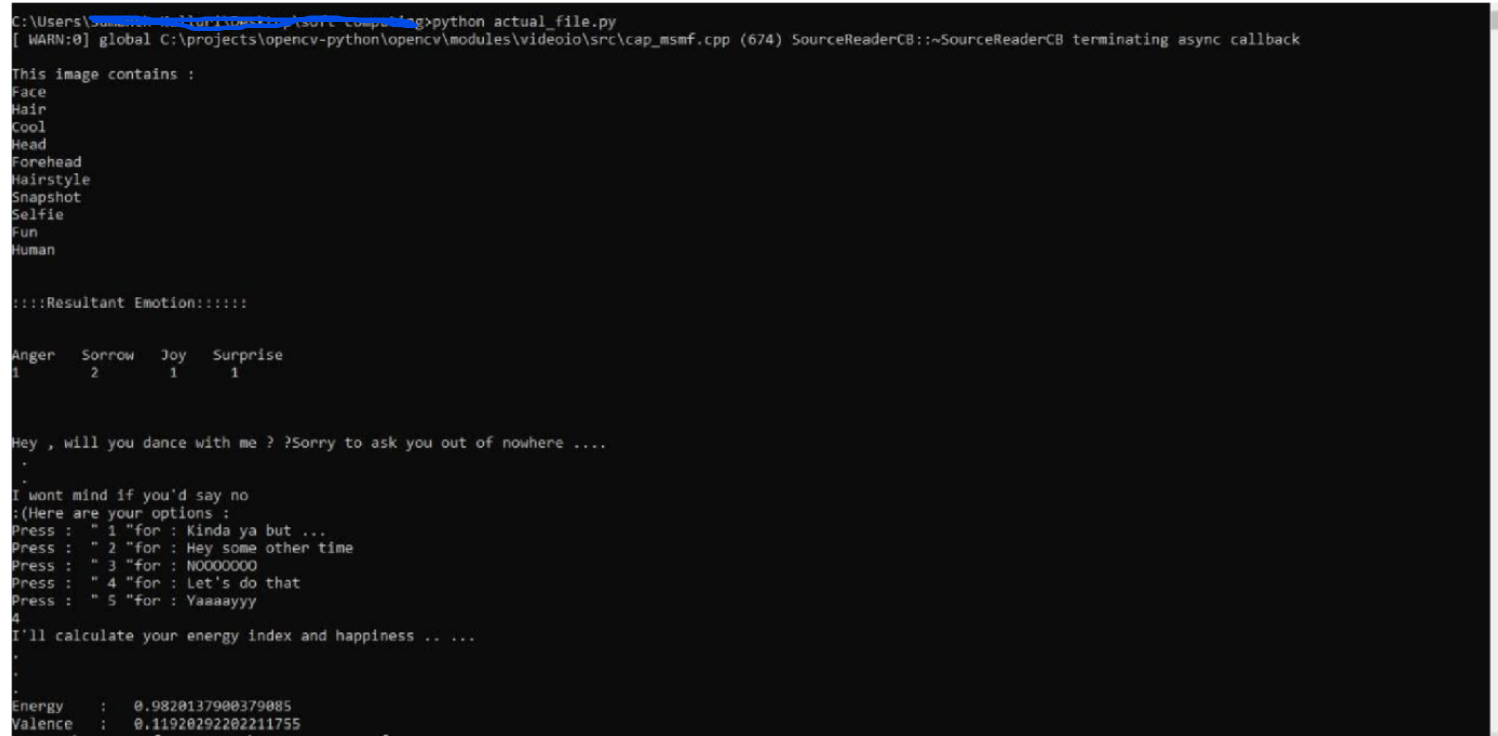 C:\Users\ >python actual_file.py
[ WARN:0] global C:\projects\opencv-python\opencv\modules\videoio\src\cap_msmf.cpp (674) SourceReaderCB::~SourceReaderCB terminating async callback
This image contains :
Face
Hair
Cool
Head
Forehead
Hairstyle
Snapshot
Selfie
Fun
Human
::::Resultant Emotion::::::
Anger Sorrow Joy Surprise
1 2 1 1
Hey , will you dance with me ? ?Sorry to ask you out of nowhere ....
.
.
I wont mind if you'd say no
:(Here are your options :
Press : " 1 "for : Kinda ya but ...
Press : " 2 "for : Hey some other time
Press : " 3 "for : NOOOOOOO
Press : " 4 "for : Let's do that
Press : " 5 "for : Yaaaayyy
4
I'll calculate your energy index and happiness .. ...
.
.
.
Energy : 0.9820137900379085
Valence : 0.11920292202211755